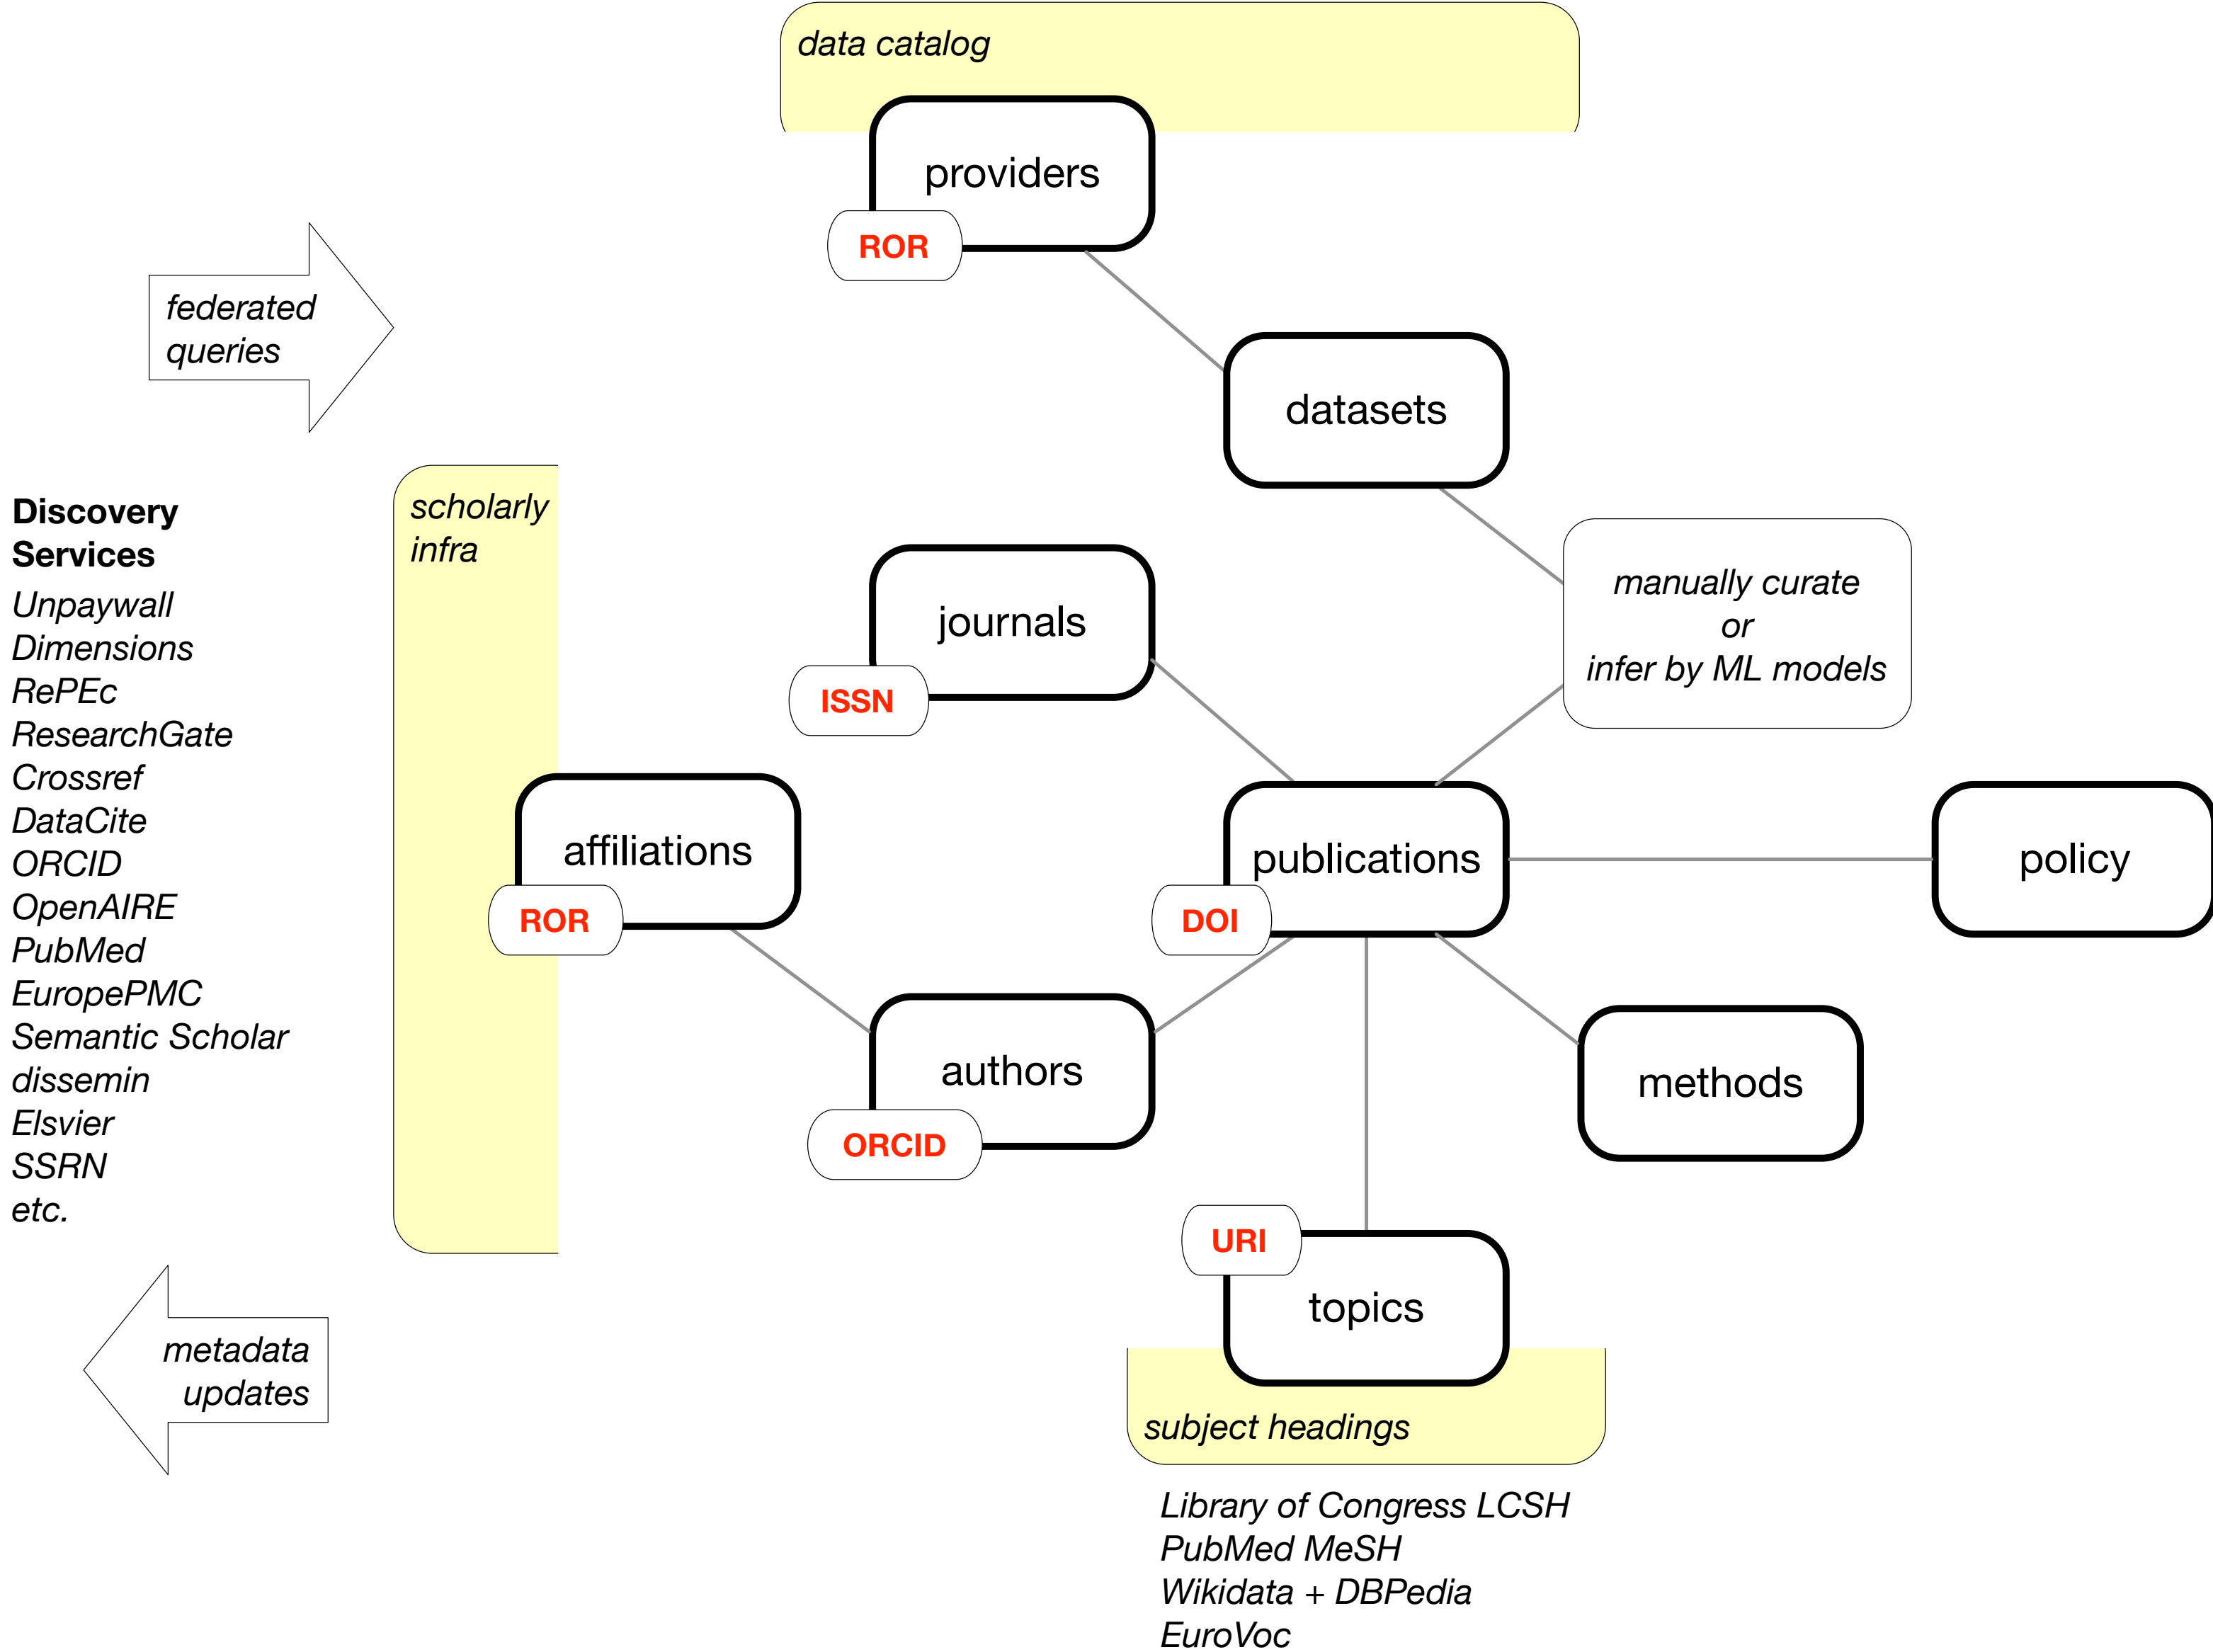 data catalog
providers
ROR
federated
queries
datasets
Discovery
Services
Unpaywall
Dimensions
RePEc
ResearchGate
Crossref
DataCite
ORCID
OpenAIRE
PubMed
EuropePMC
Semantic Scholar
dissemin
Elsvier
SSRN
etc.
scholarly
infra
journals
ISSN
manually curate
or
infer by ML models
affiliations
ROR
publications
DOI
policy
authors
ORCID
methods
URI
topics
metadata
updates
subject headings
Library of Congress LCSH
PubMed MeSH
Wikidata + DBPedia
EuroVoc